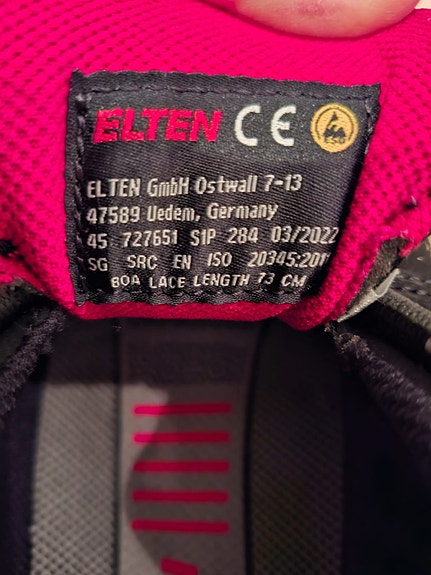 ELTEN CE ESD
ELTEN GmbH Ostwall 7-13
47589 Uedem, Germany
45 727651 S1P 284 03/2022
SG SRC EN ISO 20345:2011
BOA LACE LENGTH 73 CM